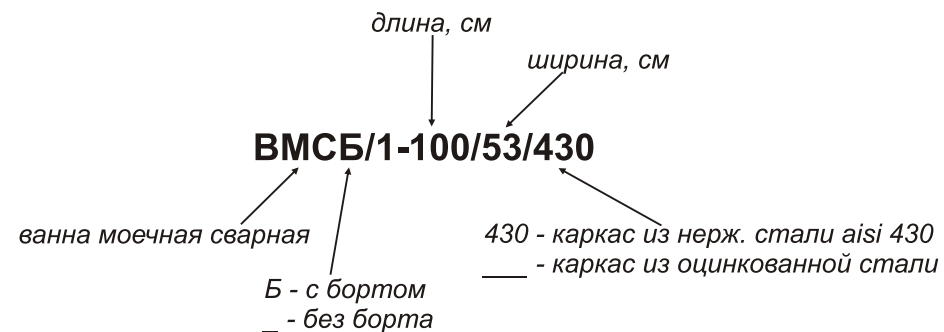 длина, см
ширина, см
ВМСБ/1-100/53/430
ванна моечная сварная
430 - каркас из нерж. стали aisi 430
___ - каркас из оцинкованной стали
Б - с бортом
_ - без борта